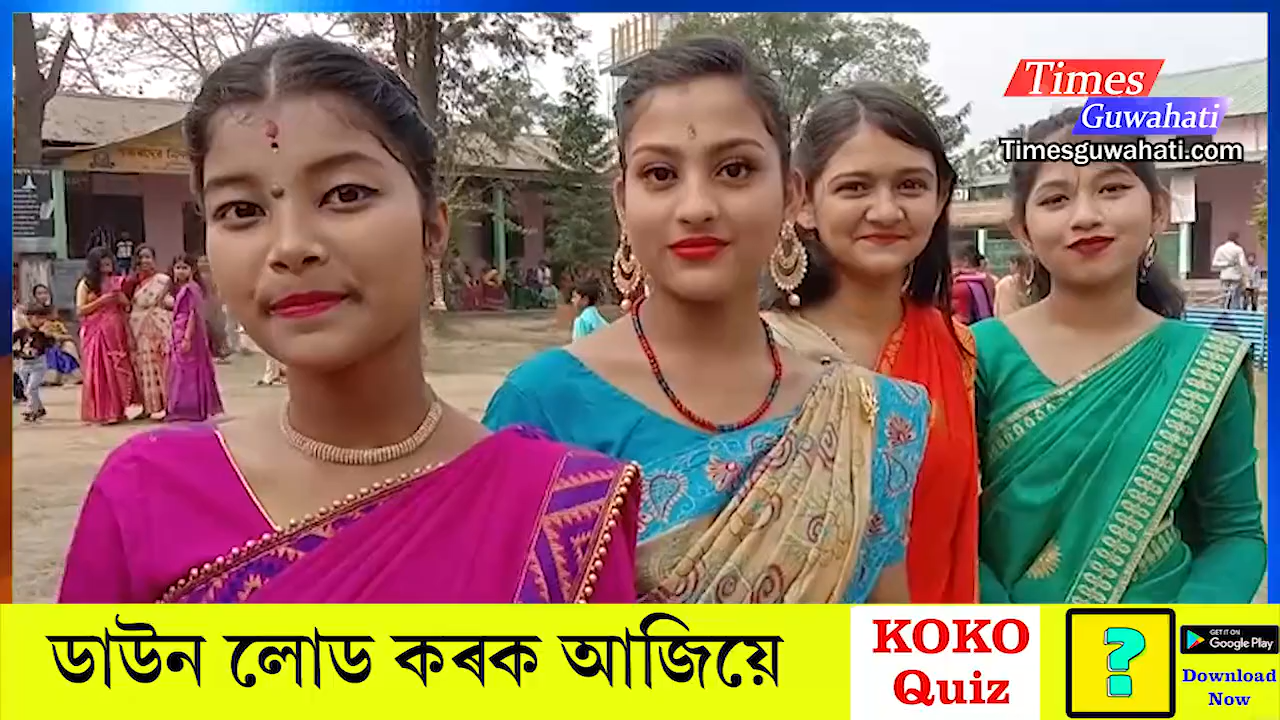 Times
Guwahati
Timesguwahati.com
ডাউন লোড কৰক আজিয়ে
KOKO
Quiz
?
GET IT ON
Google Play
Download
Now